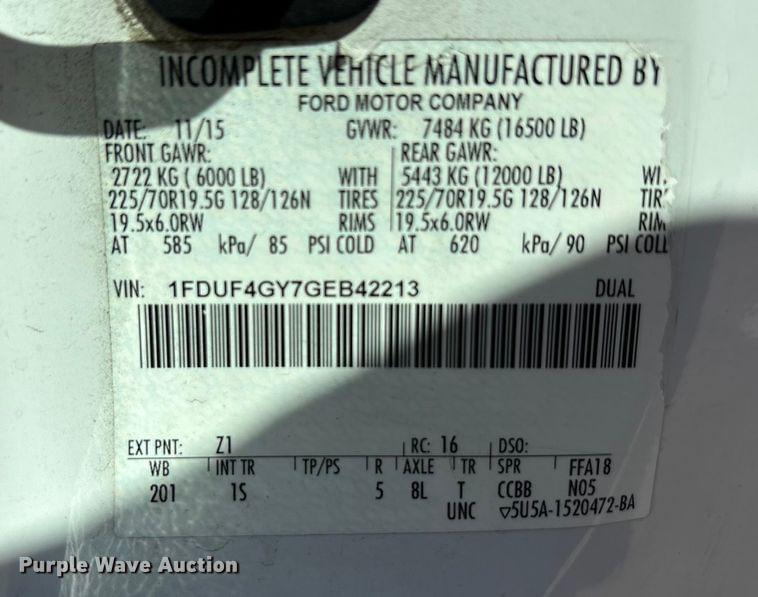 INCOMPLETE VEHICLE MANUFACTURED BY
FORD MOTOR COMPANY
DATE: 11/15 GVWR: 7484 KG (16500 LB)
FRONT GAWR: REAR GAWR:
2722 KG ( 6000 LB) WITH 5443 KG (12000 LB)
225/70R19.5G 128/126N TIRES 225/70R19.5G 128/126N
19.5x6.0RW RIMS 19.5x6.0RW RIM
AT 585 kPa/ 85 PSI COLD AT 620 kPa/ 90 PSI COL
VIN: 1FDUF4GY7GEB42213 DUAL
EXT PNT: Z1 RC: 16 DSO:
WB INT TR TP/PS R AXLE TR SPR FFA18
201 1S 5 8L T CCBB N05
UNC ▽5U5A-1520472-BA
Purple Wave Auction